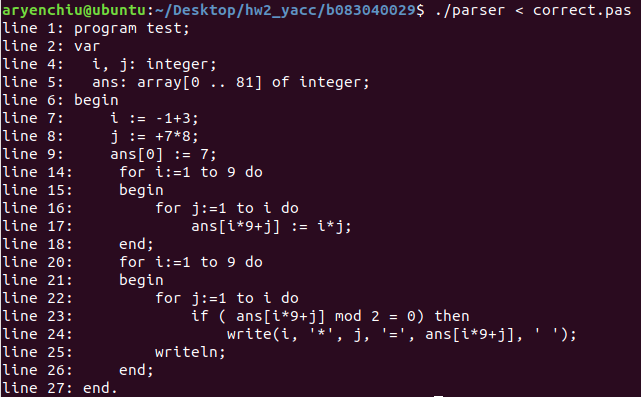 aryenchiu@ubuntu:~/Desktop/hw2_yacc/b083040029$ ./parser < correct.pas
line 1: program test;
line 2: var
line 4:   i, j: integer;
line 5:   ans: array[0 .. 81] of integer;
line 6: begin
line 7:     i := -1+3;
line 8:     j := +7*8;
line 9:     ans[0] := 7;
line 14:     for i:=1 to 9 do
line 15:     begin
line 16:         for j:=1 to i do
line 17:             ans[i*9+j] := i*j;
line 18:     end;
line 20:     for i:=1 to 9 do
line 21:     begin
line 22:         for j:=1 to i do
line 23:             if ( ans[i*9+j] mod 2 = 0) then
line 24:                 write(i, '*', j, '=', ans[i*9+j], ' ');
line 25:         writeln;
line 26:     end;
line 27: end.